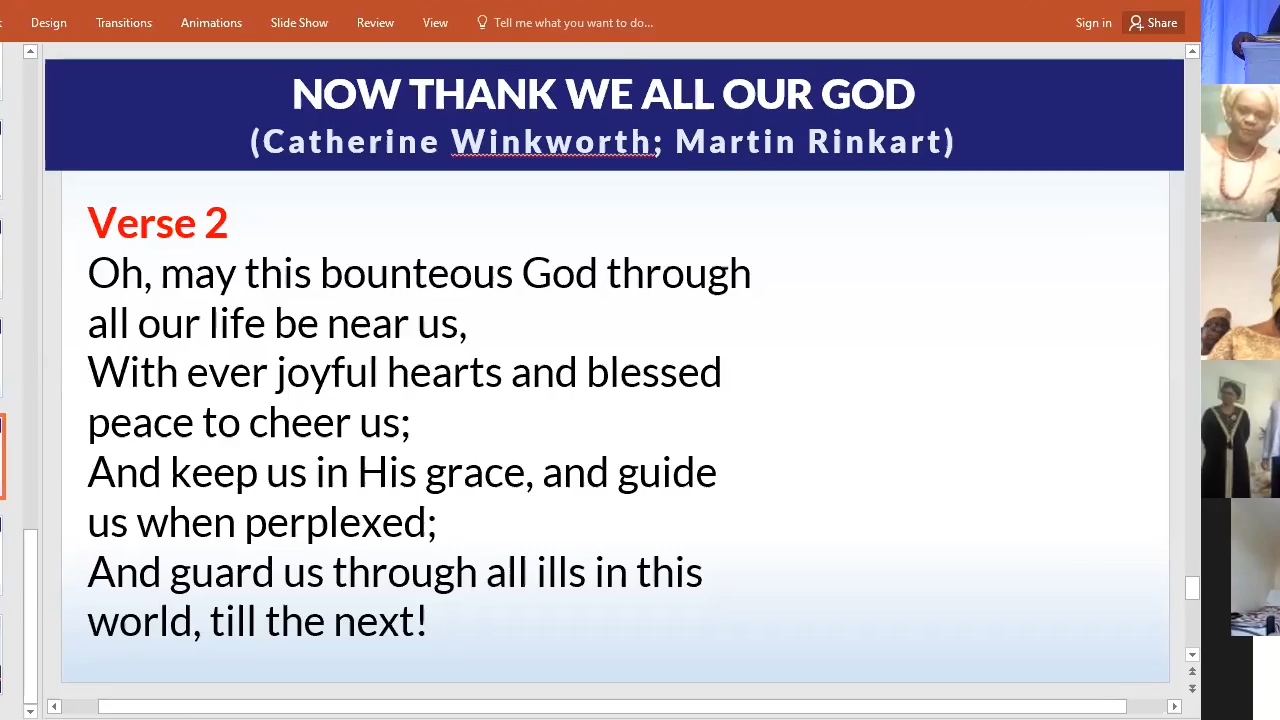 Design Transitions Animations Slide Show Review View Tell me what you want to do... Sign in Share
NOW THANK WE ALL OUR GOD
(Catherine Winkworth; Martin Rinkart)
Verse 2
Oh, may this bounteous God through
all our life be near us,
With ever joyful hearts and blessed
peace to cheer us;
And keep us in His grace, and guide
us when perplexed;
And guard us through all ills in this
world, till the next!